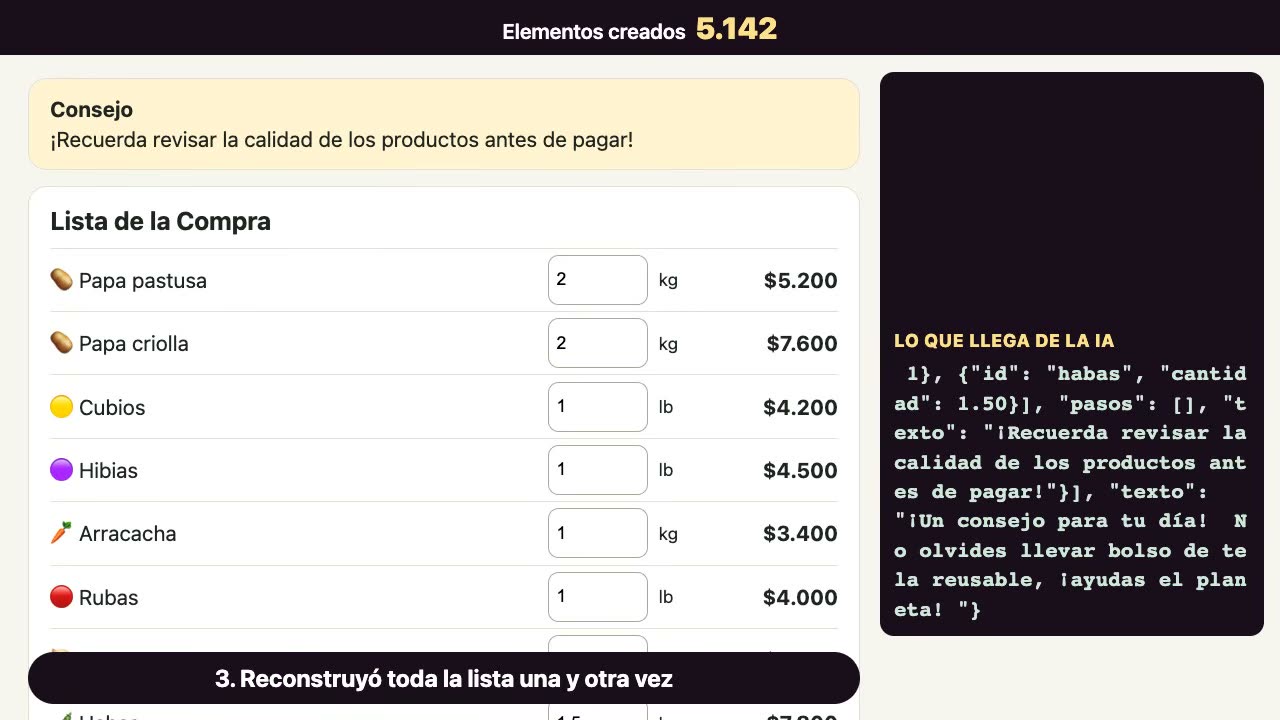 Elementos creados 5.142
Consejo
¡Recuerda revisar la calidad de los productos antes de pagar!
Lista de la Compra
Papa pastusa 2 kg $5.200
Papa criolla 2 kg $7.600
Cubios 1 lb $4.200
Hibias 1 lb $4.500
Arracacha 1 kg $3.400
Rubas 1 lb $4.000
3. Reconstruyó toda la lista una y otra vez
LO QUE LLEGA DE LA IA
1}, {"id": "habas", "cantid
ad": 1.50}], "pasos": [], "t
exto": "¡Recuerda revisar la
calidad de los productos ant
es de pagar!"}], "texto":
"¡Un consejo para tu día!  N
o olvides llevar bolso de te
la reusable, ¡ayudas el plan
eta! "}